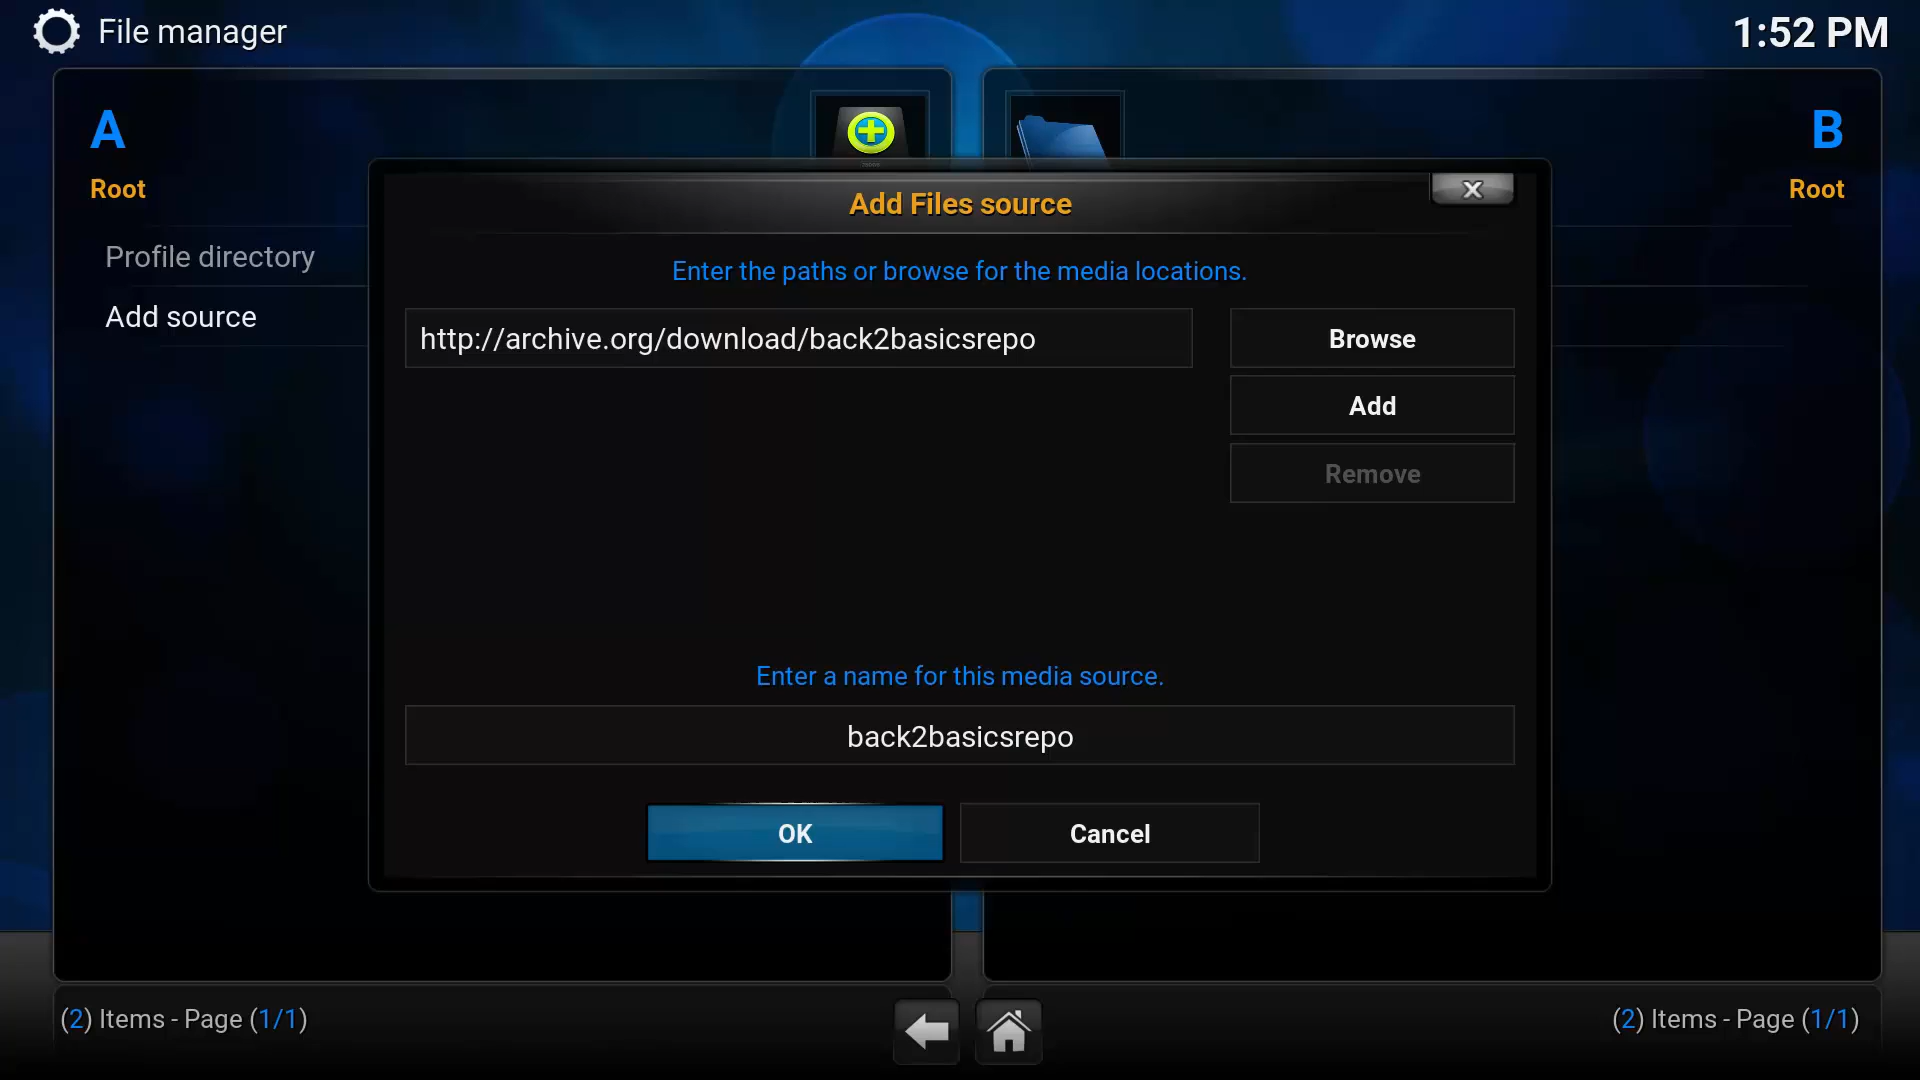 File manager
1:52 PM
A
B
Root
Root
Add Files source
X
Profile directory
Enter the paths or browse for the media locations.
Add source
http://archive.org/download/back2basicsrepo
Browse
Add
Remove
Enter a name for this media source.
back2basicsrepo
OK
Cancel
(2) Items - Page (1/1)
(2) Items - Page (1/1)